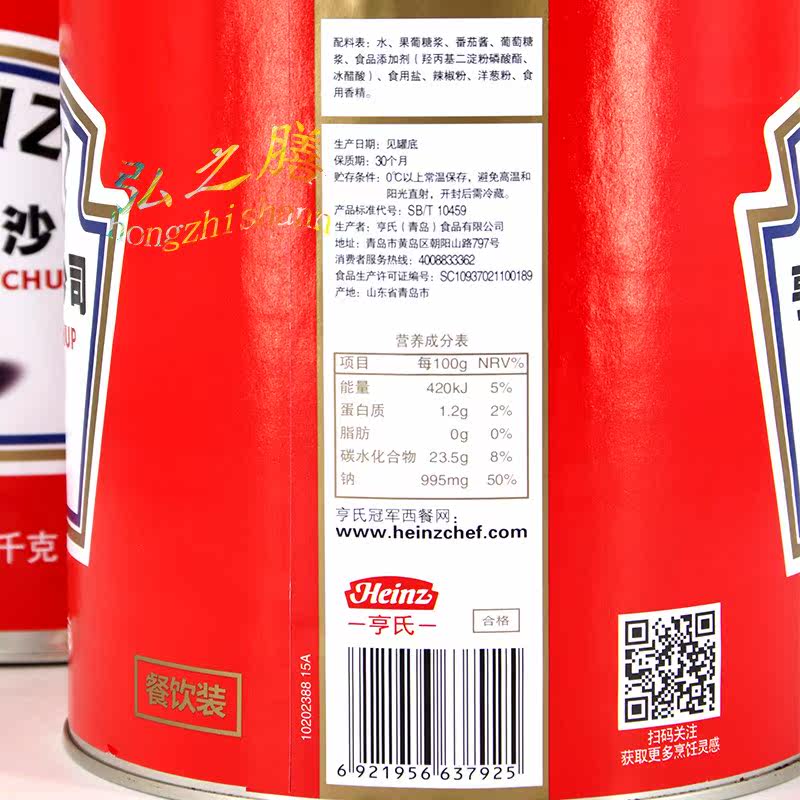 配料表：水、果葡糖浆、番茄酱、葡萄糖
浆、食品添加剂（羟丙基二淀粉磷酸酯、
冰醋酸）、食用盐、辣椒粉、洋葱粉、食
用香精。
生产日期：见罐底
保质期：30个月
贮存条件：0℃以上常温保存，避免高温和
阳光直射，开封后需冷藏。
产品标准代号：SB/T 10459
生产者：亨氏（青岛）食品有限公司
地址：青岛市黄岛区朝阳山路797号
消费者服务热线：4008833362
食品生产许可证编号：SC10937021100189
产地：山东省青岛市
营养成分表
项目 每100g NRV%
能量 420kJ 5%
蛋白质 1.2g 2%
脂肪 0g 0%
碳水化合物 23.5g 8%
钠 995mg 50%
亨氏冠军西餐网：
www.heinzchef.com
Heinz
亨氏
合格
6 921956 637925
10202388 15A
餐饮装
扫码关注
获取更多烹饪灵感
弘之膳
hongzhishann
NZ
沙
CHU
司
UP
千克